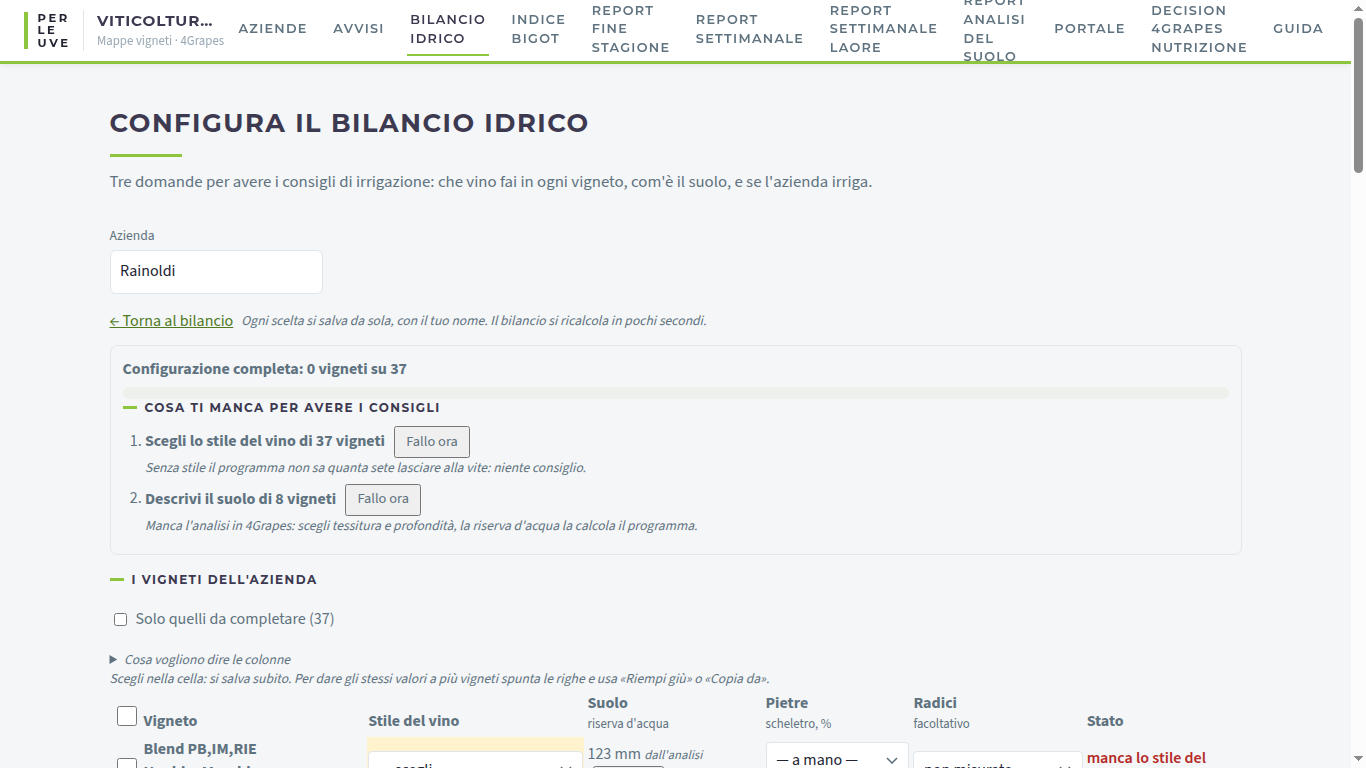 PER
LE
UVE
VITICOLTUR...
Mappe vigneti · 4Grapes
AZIENDE
AVVISI
BILANCIO
IDRICO
INDICE
BIGOT
REPORT
FINE
STAGIONE
REPORT
SETTIMANALE
REPORT
SETTIMANALE
LAORE
REPORT
ANALISI
DEL
SUOLO
PORTALE
DECISION
4GRAPES
NUTRIZIONE
GUIDA
CONFIGURA IL BILANCIO IDRICO
Tre domande per avere i consigli di irrigazione: che vino fai in ogni vigneto, com'è il suolo, e se l'azienda irriga.
Azienda
Rainoldi
← Torna al bilancio Ogni scelta si salva da sola, con il tuo nome. Il bilancio si ricalcola in pochi secondi.
Configurazione completa: 0 vigneti su 37
COSA TI MANCA PER AVERE I CONSIGLI
1. Scegli lo stile del vino di 37 vigneti Fallo ora
Senza stile il programma non sa quanta sete lasciare alla vite: niente consiglio.
2. Descrivi il suolo di 8 vigneti Fallo ora
Manca l'analisi in 4Grapes: scegli tessitura e profondità, la riserva d'acqua la calcola il programma.
I VIGNETI DELL'AZIENDA
Solo quelli da completare (37)
Cosa vogliono dire le colonne
Scegli nella cella: si salva subito. Per dare gli stessi valori a più vigneti spunta le righe e usa «Riempi giù» o «Copia da».
Vigneto
Stile del vino
Suolo
riserva d'acqua
Pietre
scheletro, %
Radici
facoltativo
Stato
Blend PB,IM,RIE
123 mm dall'analisi
— a mano —
manca lo stile del